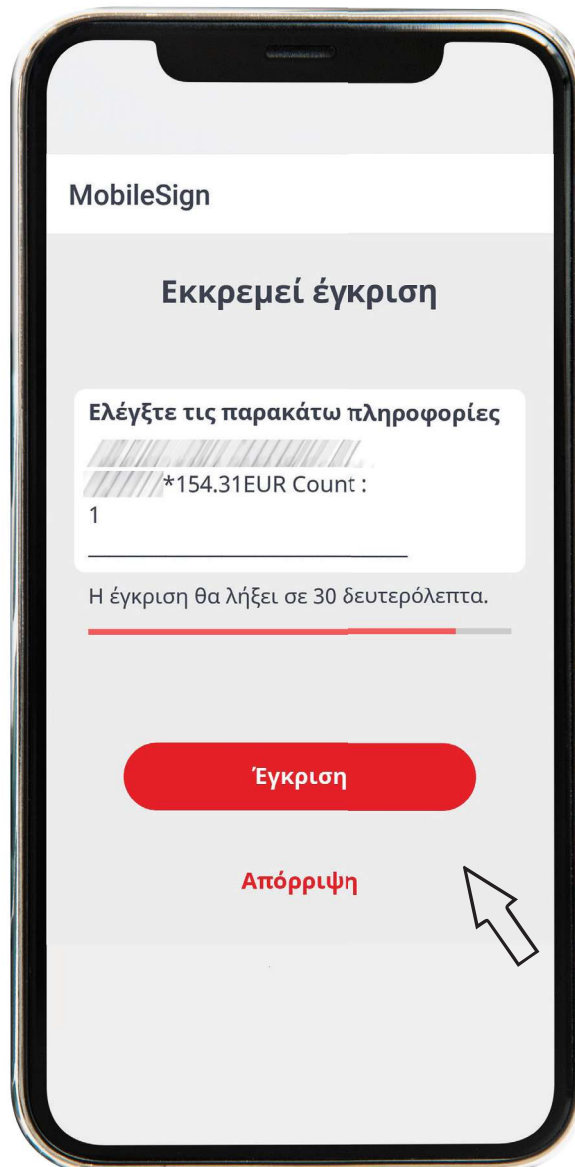 MobileSign
Εκκρεμεί έγκριση
Ελέγξτε τις παρακάτω πληροφορίες
*154.31EUR Count :
1
Η έγκριση θα λήξει σε 30 δευτερόλεπτα.
Έγκριση
Απόρριψη